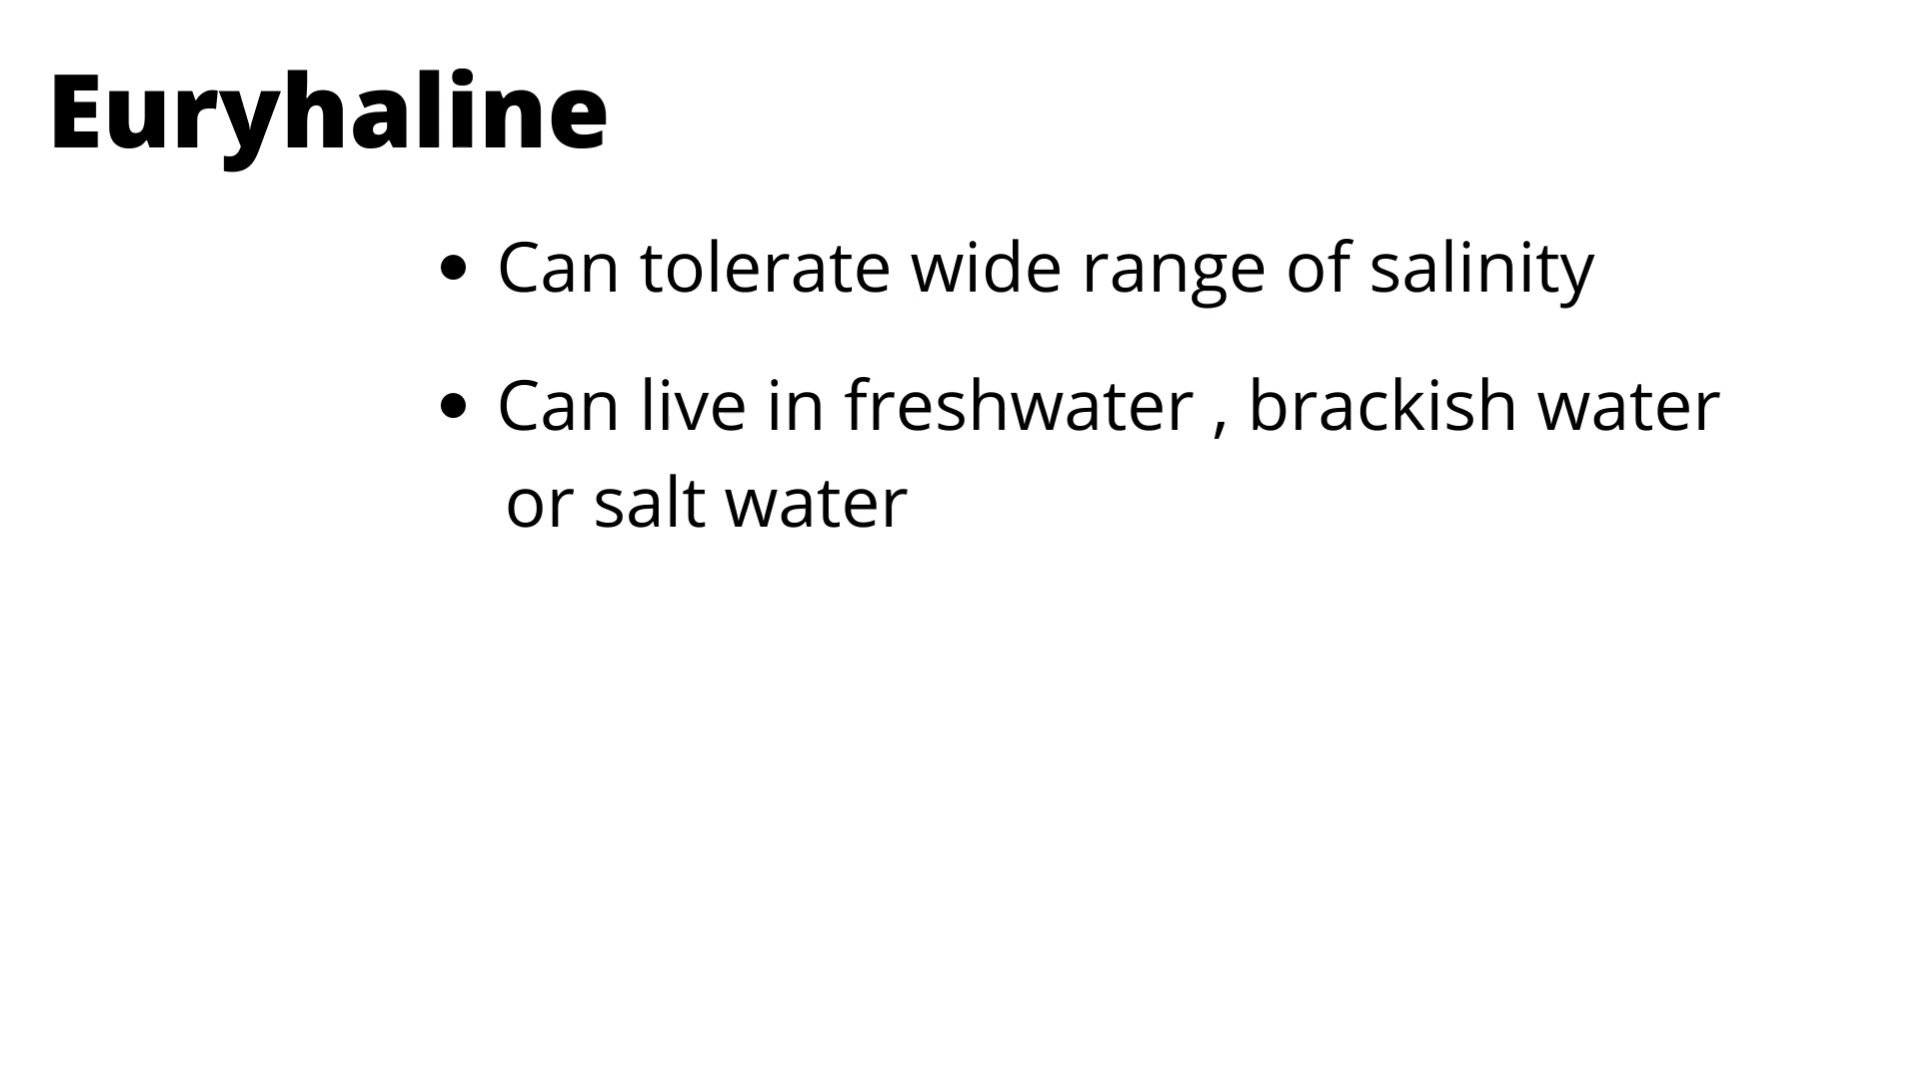 Euryhaline
• Can tolerate wide range of salinity
• Can live in freshwater , brackish water
or salt water